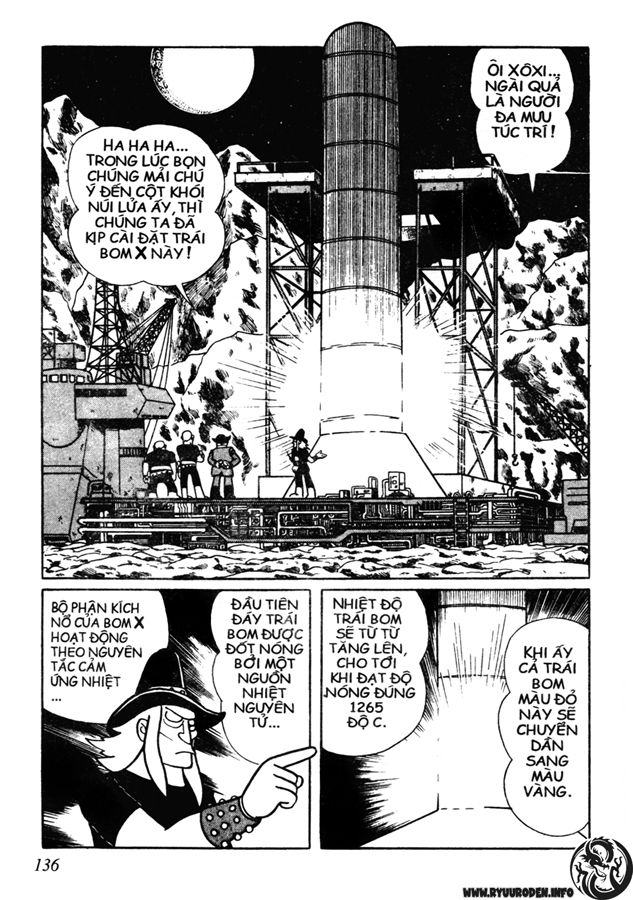 ÔI XÔXI...
NGÀI QUẢ
LÀ NGƯỜI
ĐA MƯU
TÚC TRÍ!
HA HA HA...
TRONG LÚC BỌN
CHÚNG MẢI CHÚ
Ý ĐẾN CỘT KHÓI
NÚI LỬA ẤY, THÌ
CHÚNG TA ĐÃ
KỊP CÀI ĐẶT TRÁI
BOM X NÀY!
BỘ PHẬN KÍCH
NỔ CỦA BOM X
HOẠT ĐỘNG
THEO NGUYÊN
TẮC CẢM
ỨNG NHIỆT
...
ĐẦU TIÊN
ĐÁY TRÁI
BOM ĐƯỢC
ĐỐT NÓNG
BỞI MỘT
NGUỒN
NHIỆT
NGUYÊN
TỬ...
NHIỆT ĐỘ
TRÁI BOM
SẼ TỪ TỪ
TĂNG LÊN,
CHO TỚI
KHI ĐẠT ĐỘ
NÓNG ĐÚNG
1265
ĐỘ C.
KHI ẤY
CẢ TRÁI
BOM
MÀU ĐỎ
NÀY SẼ
CHUYỂN
DẦN
SANG
MÀU
VÀNG.
136
WWW.RYUURODEN.INFO